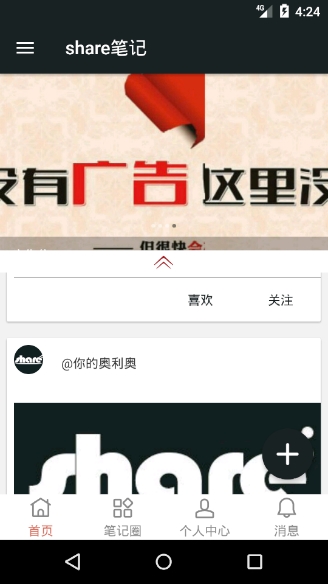 4G 4:24
share笔记
没有广告 这里没
但很快会
喜欢
关注
share
@你的奥利奥
share
首页
笔记圈
个人中心
消息